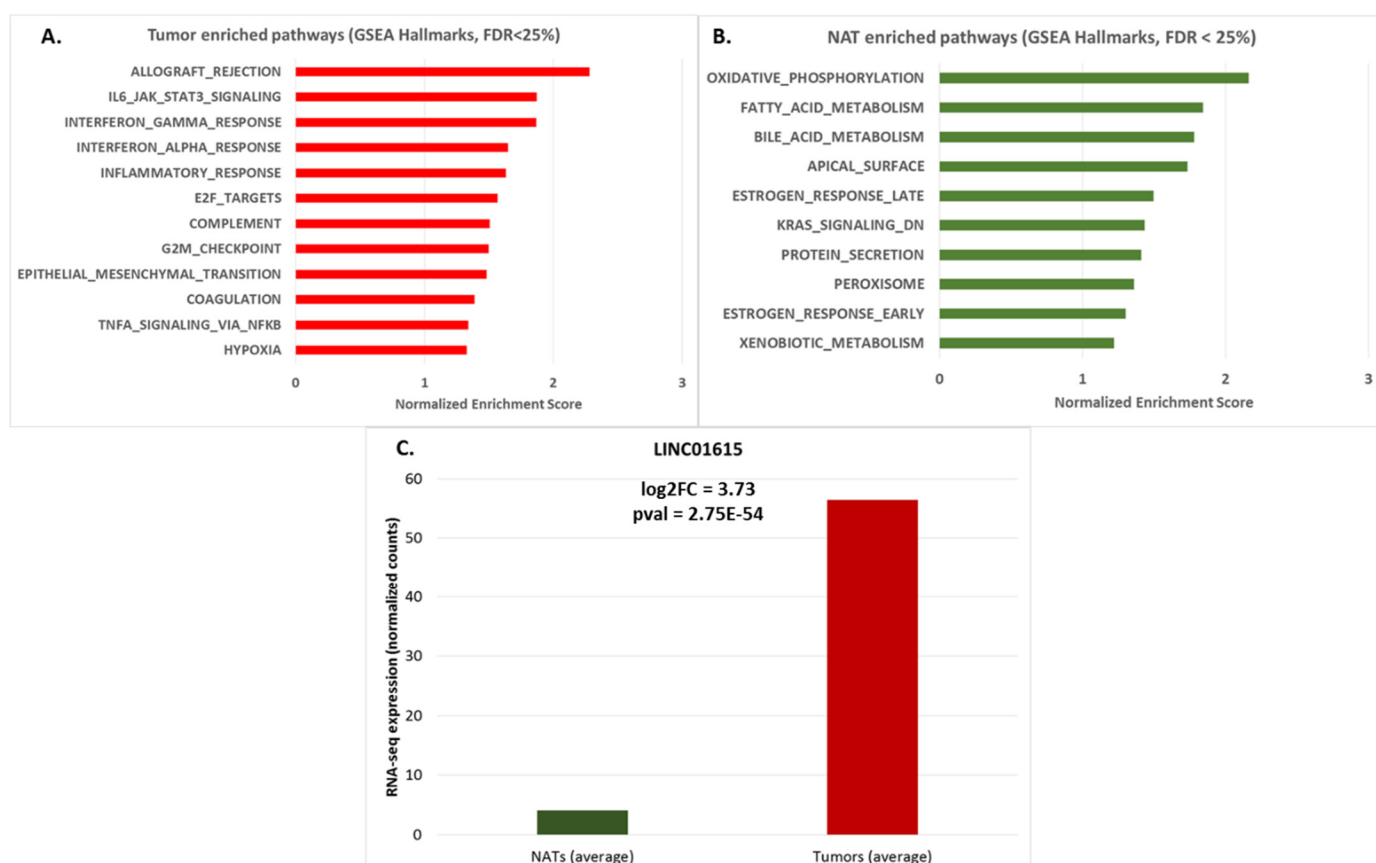 A.
Tumor enriched pathways (GSEA Hallmarks, FDR<25%)
ALLOGRAFT_REJECTION
IL6_JAK_STAT3_SIGNALING
INTERFERON_GAMMA_RESPONSE
INTERFERON_ALPHA_RESPONSE
INFLAMMATORY_RESPONSE
E2F_TARGETS
COMPLEMENT
G2M_CHECKPOINT
EPITHELIAL_MESENCHYMAL_TRANSITION
COAGULATION
TNFA_SIGNALING_VIA_NFKB
HYPOXIA
0 1 2 3
Normalized Enrichment Score
B.
NAT enriched pathways (GSEA Hallmarks, FDR < 25%)
OXIDATIVE_PHOSPHORYLATION
FATTY_ACID_METABOLISM
BILE_ACID_METABOLISM
APICAL_SURFACE
ESTROGEN_RESPONSE_LATE
KRAS_SIGNALING_DN
PROTEIN_SECRETION
PEROXISOME
ESTROGEN_RESPONSE_EARLY
XENOBIOTIC_METABOLISM
0 1 2 3
Normalized Enrichment Score
C.
LINC01615
log2FC = 3.73
pval = 2.75E-54
RNA-seq expression (normalized counts)
60
50
40
30
20
10
0
NATs (average) Tumors (average)